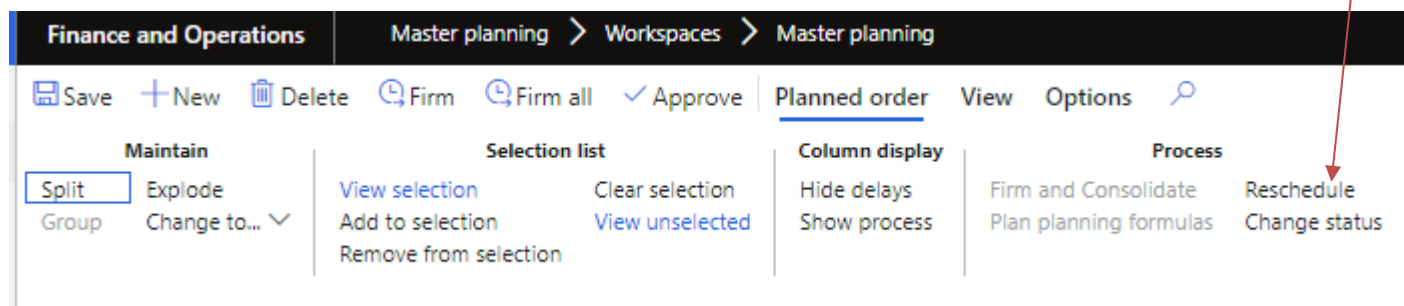 Finance and Operations Master planning > Workspaces > Master planning
Save New Delete Firm Firm all Approve Planned order View Options
Maintain Selection list Column display Process
Split Explode View selection Clear selection Hide delays Firm and Consolidate Reschedule
Group Change to... Add to selection View unselected Show process Plan planning formulas Change status
Remove from selection